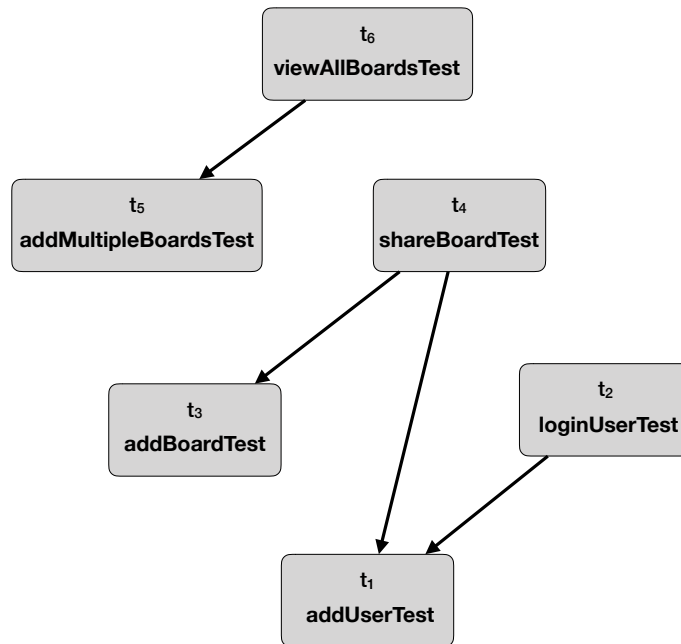 t₆
viewAllBoardsTest
t₅
addMultipleBoardsTest
t₄
shareBoardTest
t₃
addBoardTest
t₂
loginUserTest
t₁
addUserTest